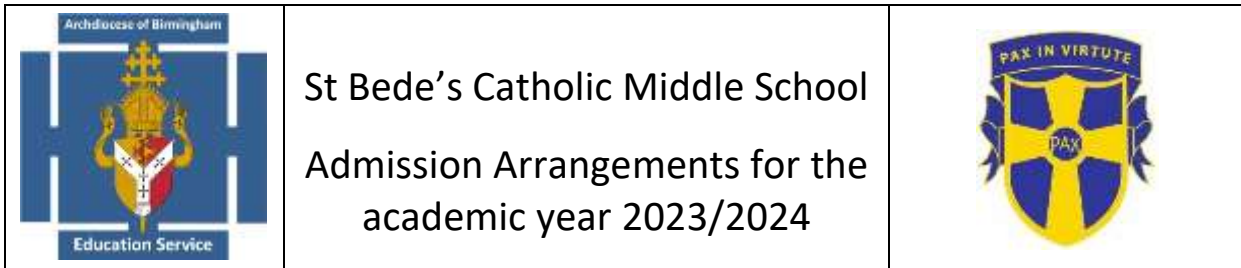 Archdiocese of Birmingham
Education Service
St Bede’s Catholic Middle School
Admission Arrangements for the
academic year 2023/2024
PAX IN VIRTUTE
PAX